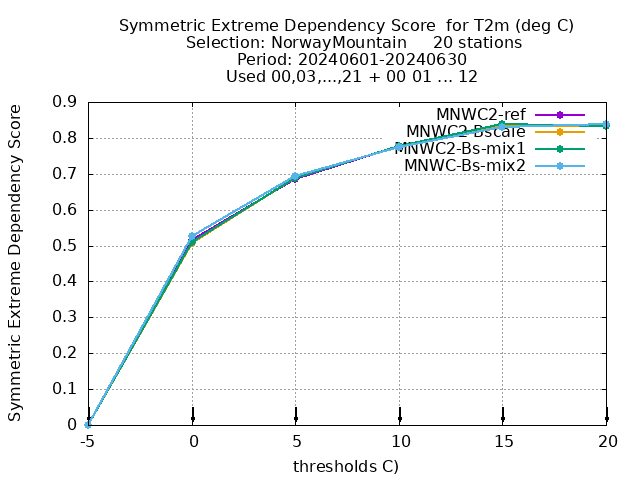 Symmetric Extreme Dependency Score  for T2m (deg C)
Selection: NorwayMountain     20 stations
Period: 20240601-20240630
Used 00,03,...,21 + 00 01 ... 12
Symmetric Extreme Dependency Score
0.9
0.8
0.7
0.6
0.5
0.4
0.3
0.2
0.1
0
MNWC2-ref
MNWC2-Bscale
MNWC2-Bs-mix1
MNWC-Bs-mix2
-5 0 5 10 15 20
thresholds C)